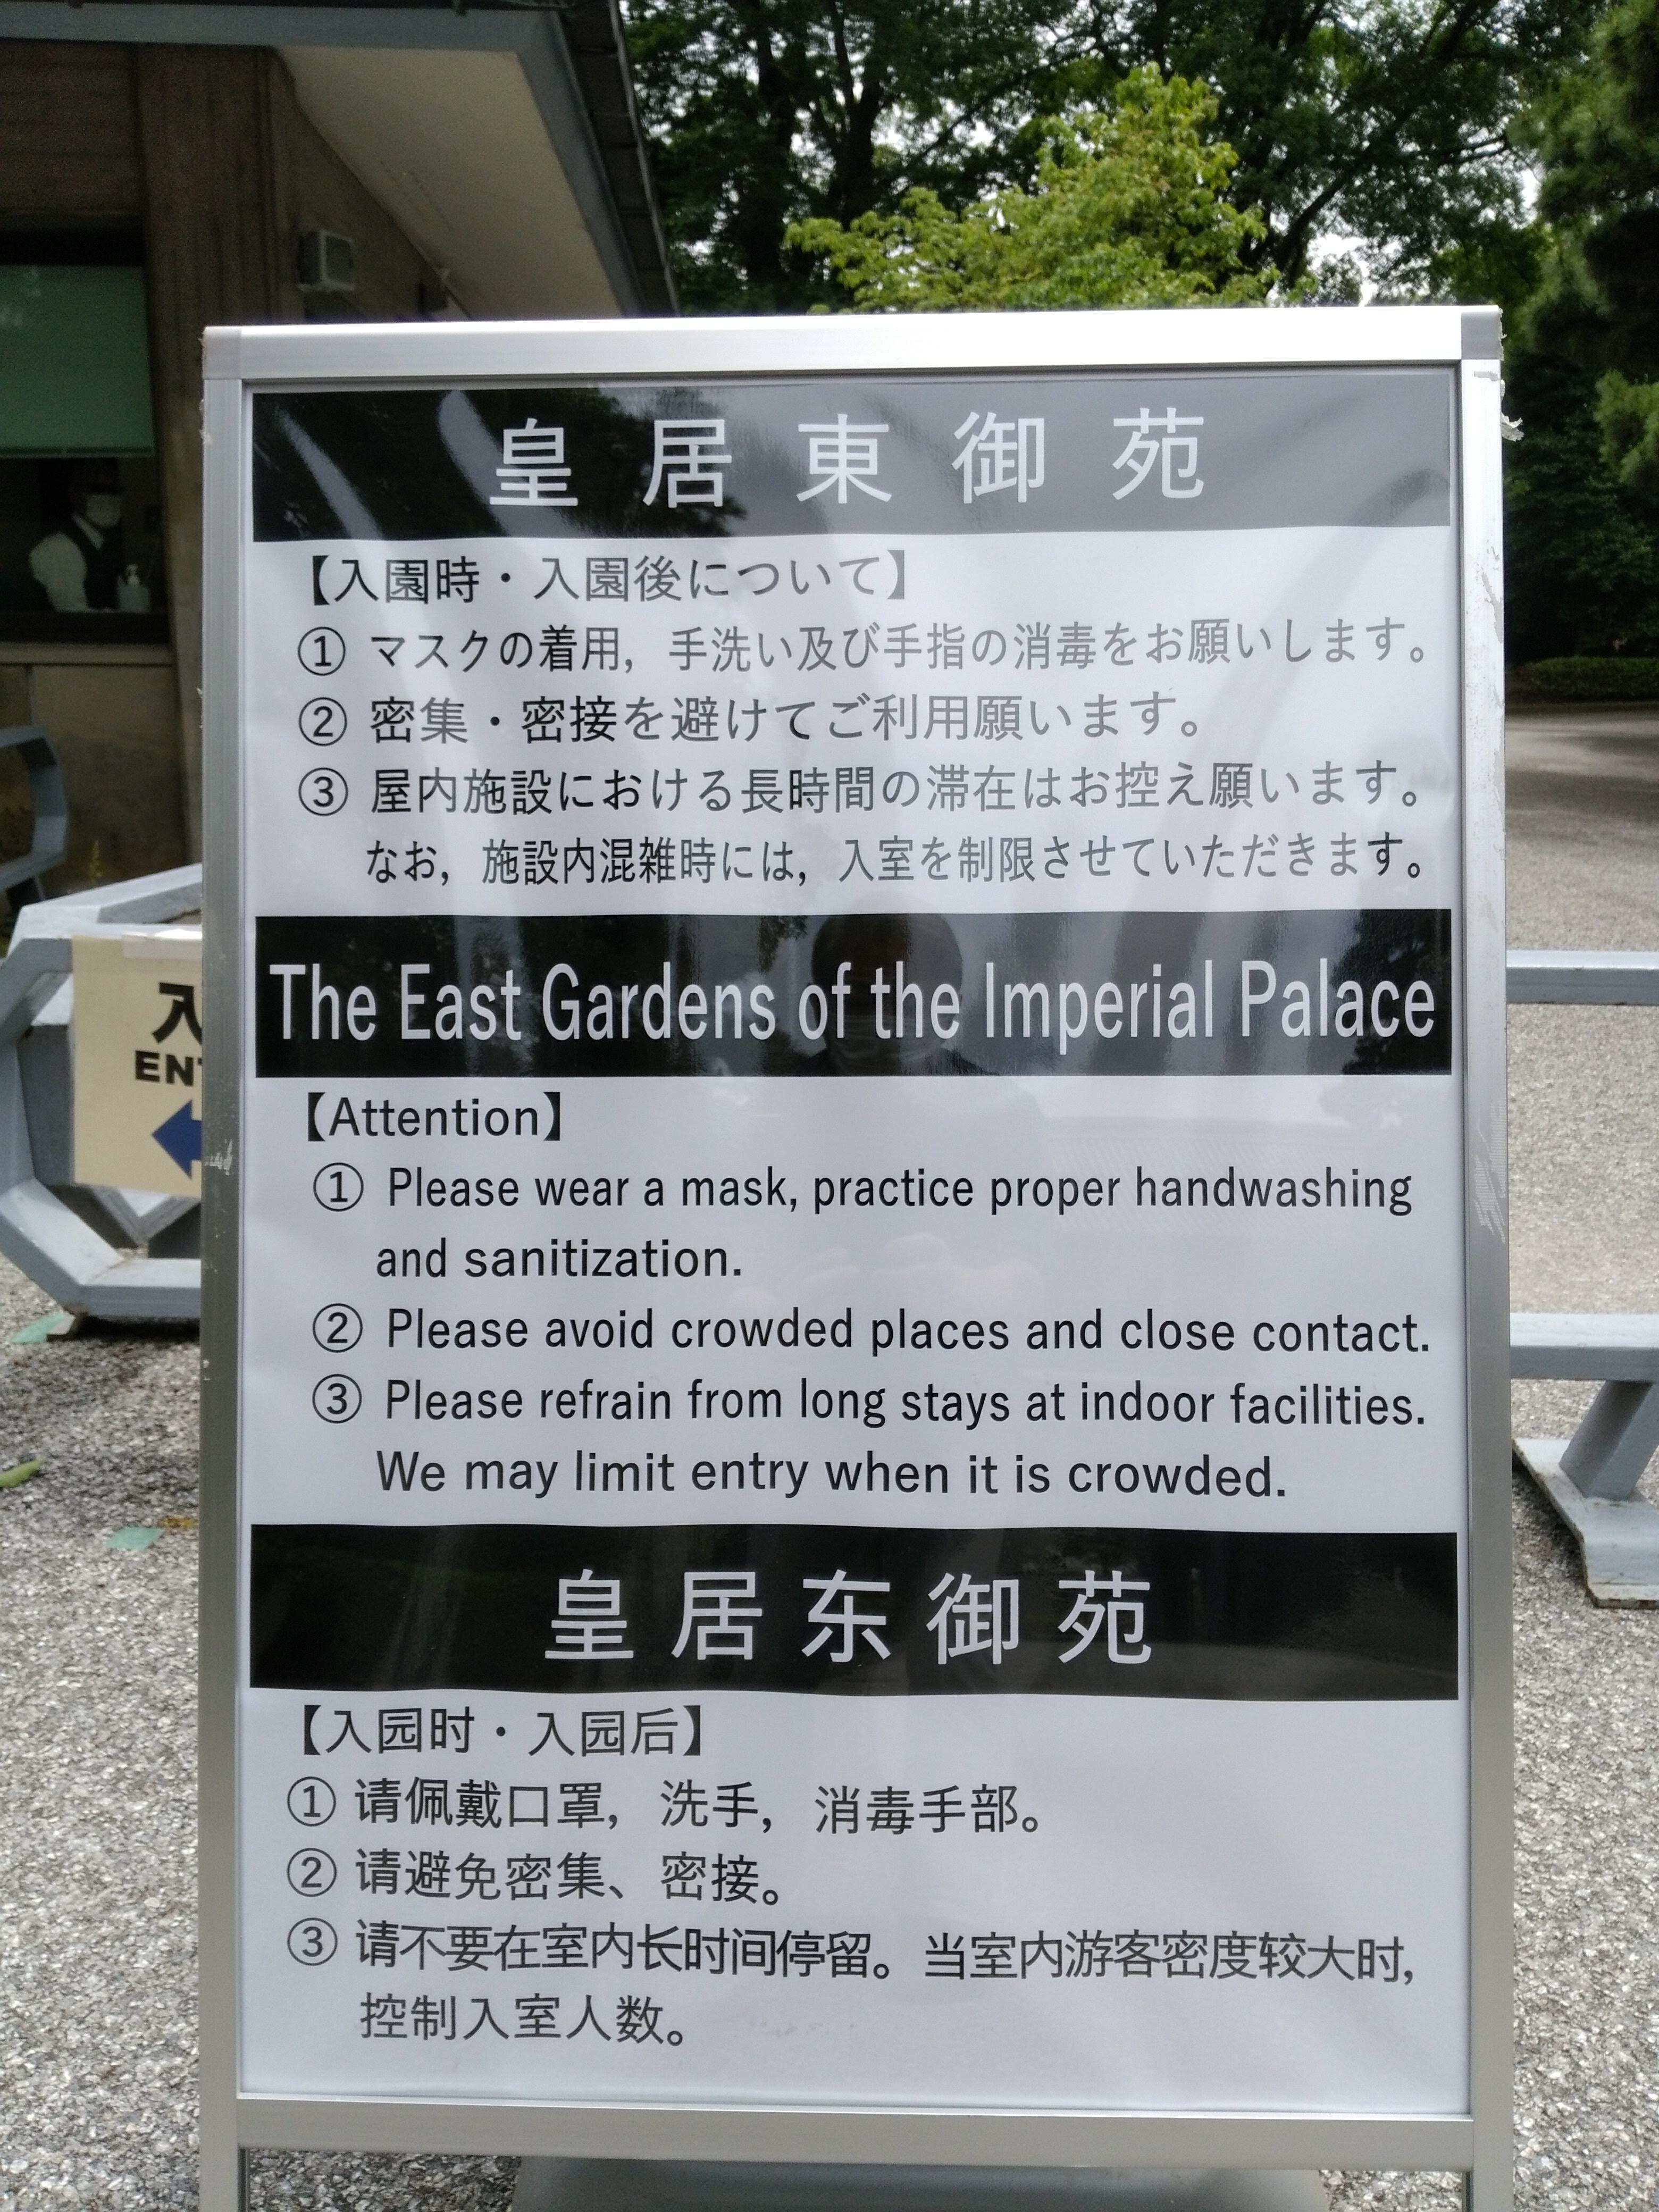 皇居東御苑
【入園時・入園後について】
① マスクの着用，手洗い及び手指の消毒をお願いします。
② 密集・密接を避けてご利用願います。
③ 屋内施設における長時間の滞在はお控え願います。
なお，施設内混雑時には，入室を制限させていただきます。
The East Gardens of the Imperial Palace
【Attention】
① Please wear a mask, practice proper handwashing
and sanitization.
② Please avoid crowded places and close contact.
③ Please refrain from long stays at indoor facilities.
We may limit entry when it is crowded.
皇居东御苑
【入园时・入园后】
① 请佩戴口罩，洗手，消毒手部。
② 请避免密集、密接。
③ 请不要在室内长时间停留。当室内游客密度较大时，
控制入室人数。
入
ENT